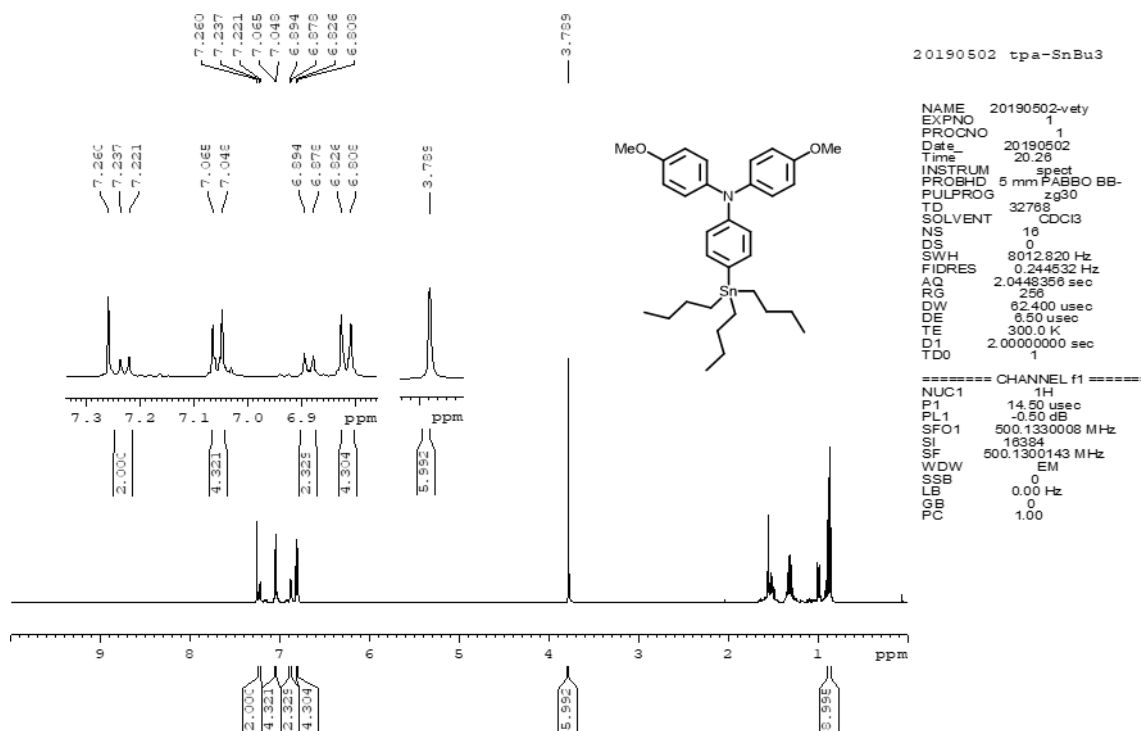 7.260
7.237
7.221
7.065
7.048
6.894
6.878
6.826
6.808
3.789
20190502 tpa-SnBu3
NAME 20190502-vety
EXPNO 1
PROCNO 1
Date_ 20190502
Time 20.26
INSTRUM spect
PROBHD 5 mm PABBO BB-
PULPROG zg30
TD 32768
SOLVENT CDCl3
NS 16
DS 0
SWH 8012.820 Hz
FIDRES 0.244532 Hz
AQ 2.0448356 sec
RG 256
DW 62.400 usec
DE 6.50 usec
TE 300.0 K
D1 2.00000000 sec
TD0 1
======== CHANNEL f1 =======
NUC1 1H
P1 14.50 usec
PL1 -0.50 dB
SFO1 500.1330008 MHz
SI 16384
SF 500.1300143 MHz
WDW EM
SSB 0
LB 0.00 Hz
GB 0
PC 1.00
7.260
7.237
7.221
7.065
7.048
6.894
6.878
6.826
6.808
3.789
MeO OMe
N
Sn
7.3 7.2 7.1 7.0 6.9 ppm ppm
2.000
4.321
2.329
4.304
5.992
9 8 7 6 5 4 3 2 1 ppm
2.000
4.321
2.329
4.304
5.992
8.995